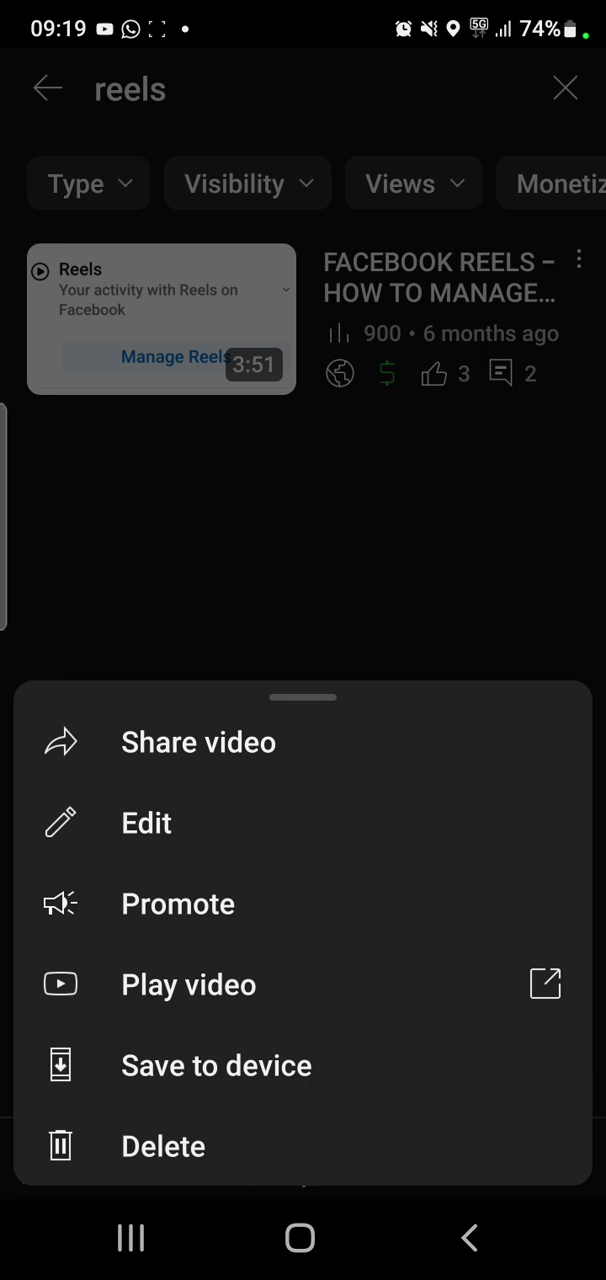 09:19
5G
74%
reels
Type
Visibility
Views
Monetiz
Reels
Your activity with Reels on
Facebook
Manage Reels
3:51
FACEBOOK REELS –
HOW TO MANAGE...
900 • 6 months ago
3
2
Share video
Edit
Promote
Play video
Save to device
Delete